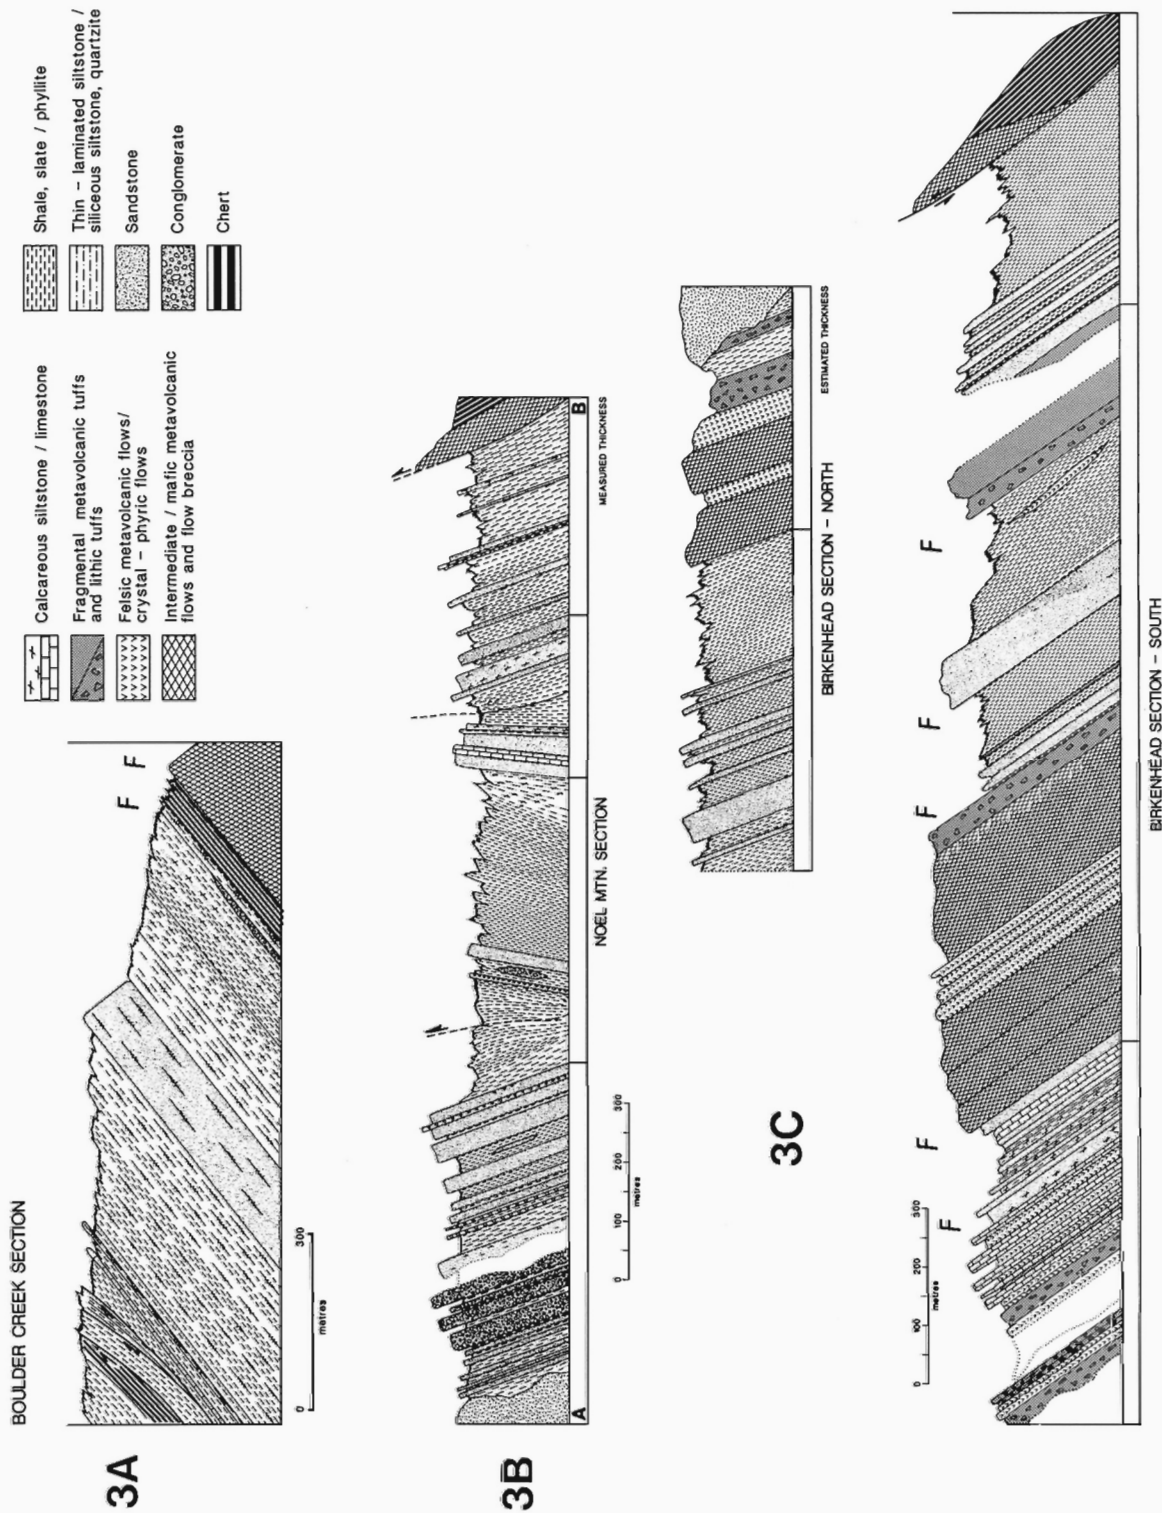 BOULDER CREEK SECTION
3A
F
F
300
0
metres
Calcareous siltstone / limestone
Fragmental metavolcanic tuffs
and lithic tuffs
Felsic metavolcanic flows/
crystal – phyric flows
Intermediate / mafic metavolcanic
flows and flow breccia
Shale, slate / phyllite
Thin – laminated siltstone /
siliceous siltstone, quartzite
Sandstone
Conglomerate
Chert
3B
A
B
MEASURED THICKNESS
NOEL MTN. SECTION
0
100
200
300
metres
3C
ESTIMATED THICKNESS
BIRKENHEAD SECTION – NORTH
F
F
F
F
F
0
100
200
300
metres
BIRKENHEAD SECTION – SOUTH